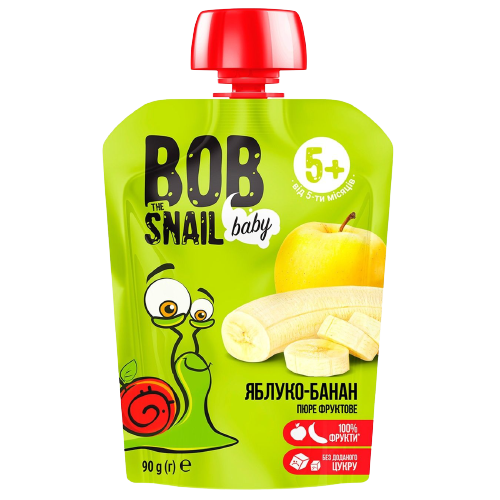 BOB
THE
SNAIL
baby
5+
від 5-ти місяців
ЯБЛУКО-БАНАН
ПЮРЕ ФРУКТОВЕ
100%
ФРУКТИ*
БЕЗ ДОДАНОГО
ЦУКРУ
90 g (г) ℮